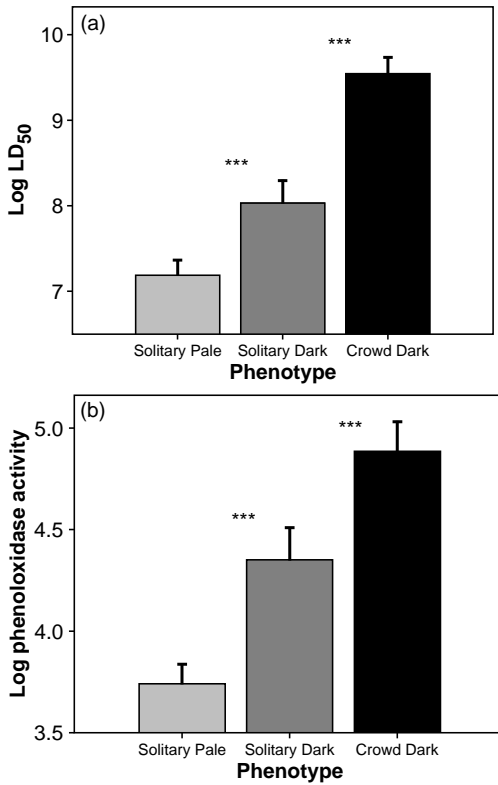 (a)
***
***
10
9
8
7
Log LD50
Solitary Pale Solitary Dark Crowd Dark
Phenotype
(b)
***
***
5.0
4.5
4.0
3.5
Log phenoloxidase activity
Solitary Pale Solitary Dark Crowd Dark
Phenotype